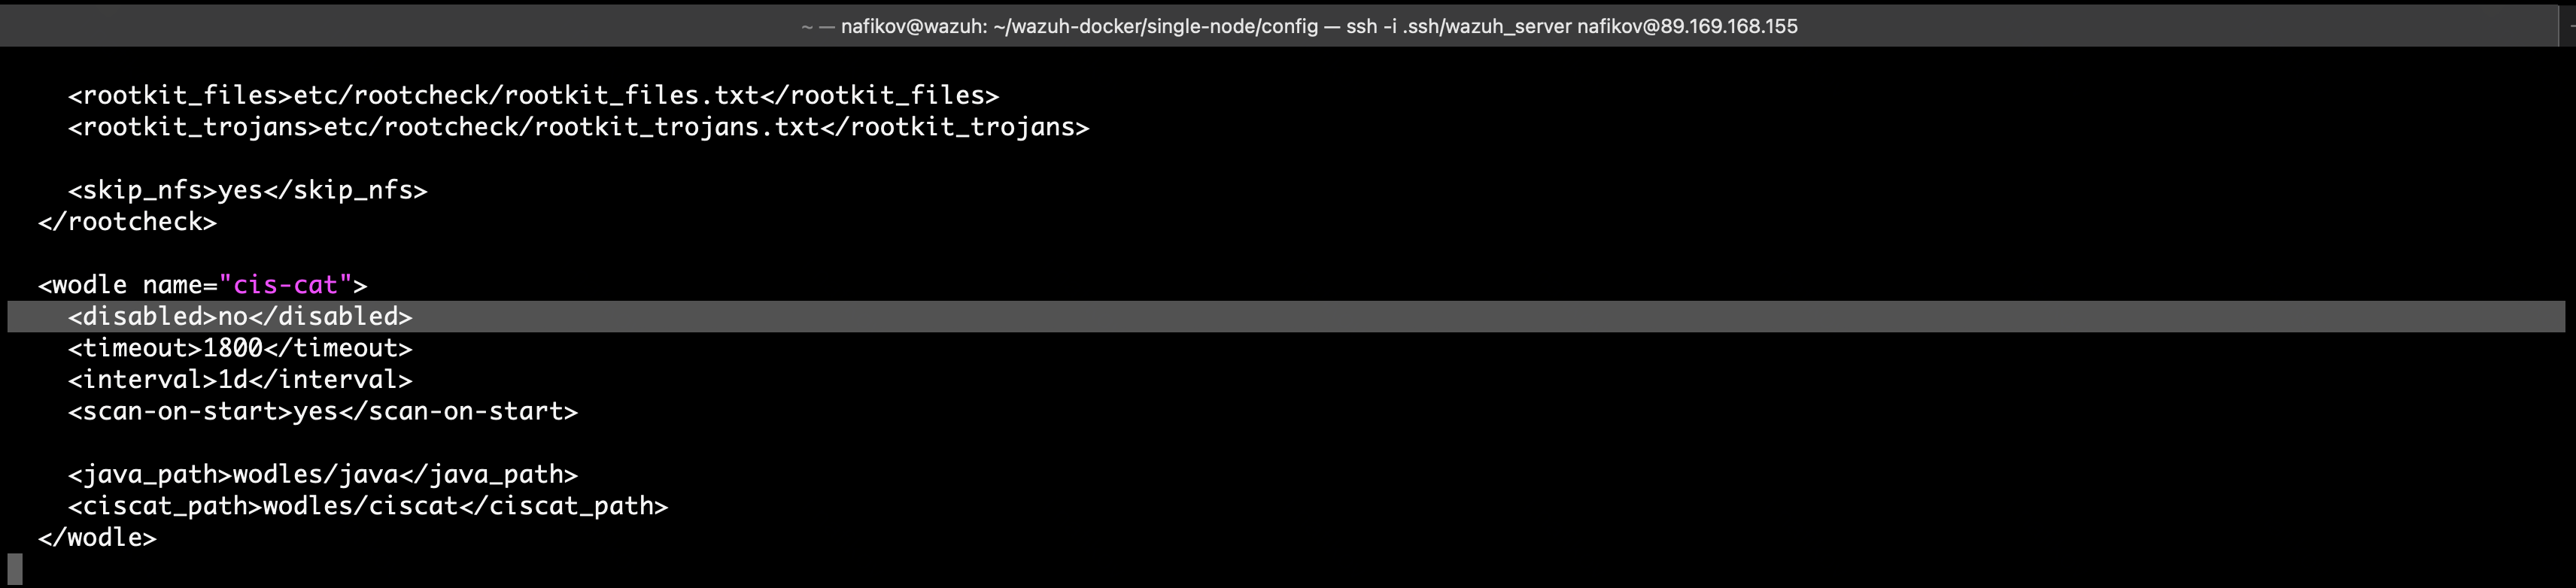 ~ — nafikov@wazuh: ~/wazuh-docker/single-node/config — ssh -i .ssh/wazuh_server nafikov@89.169.168.155
<rootkit_files>etc/rootcheck/rootkit_files.txt</rootkit_files>
<rootkit_trojans>etc/rootcheck/rootkit_trojans.txt</rootkit_trojans>
<skip_nfs>yes</skip_nfs>
</rootcheck>
<wodle name="cis-cat">
<disabled>no</disabled>
<timeout>1800</timeout>
<interval>1d</interval>
<scan-on-start>yes</scan-on-start>
<java_path>wodles/java</java_path>
<ciscat_path>wodles/ciscat</ciscat_path>
</wodle>